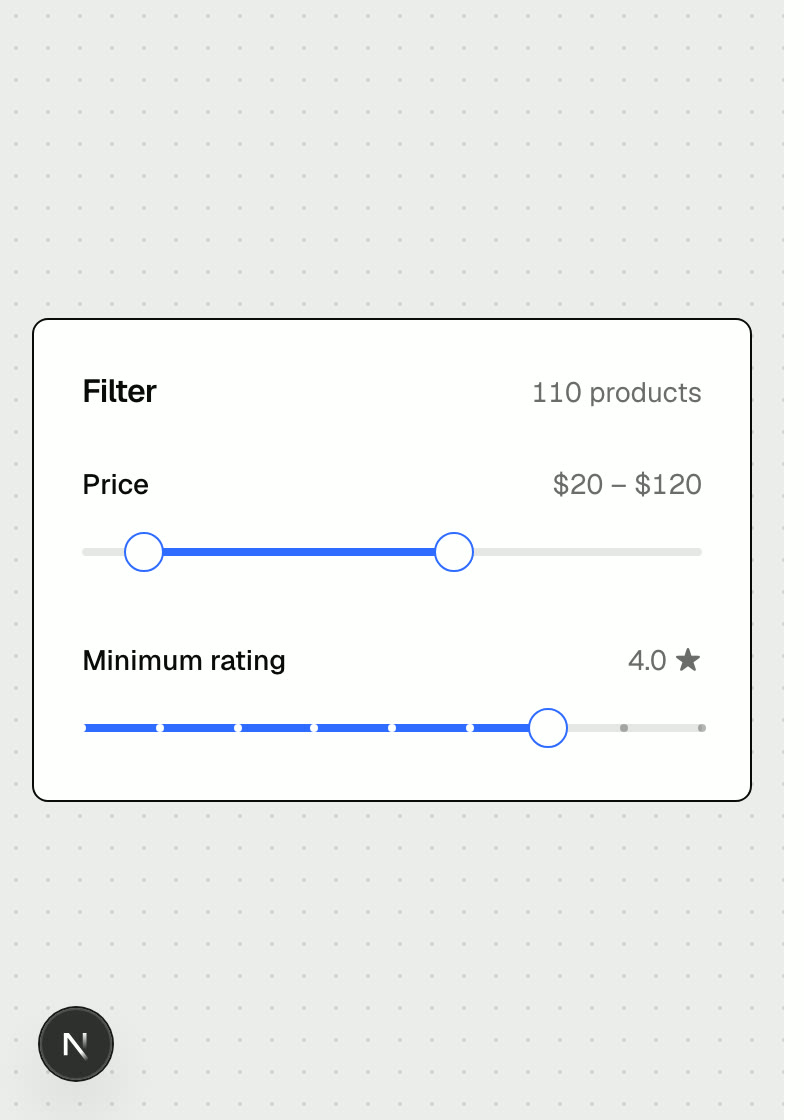 Filter
110 products
Price
$20 – $120
Minimum rating
4.0 ★
N